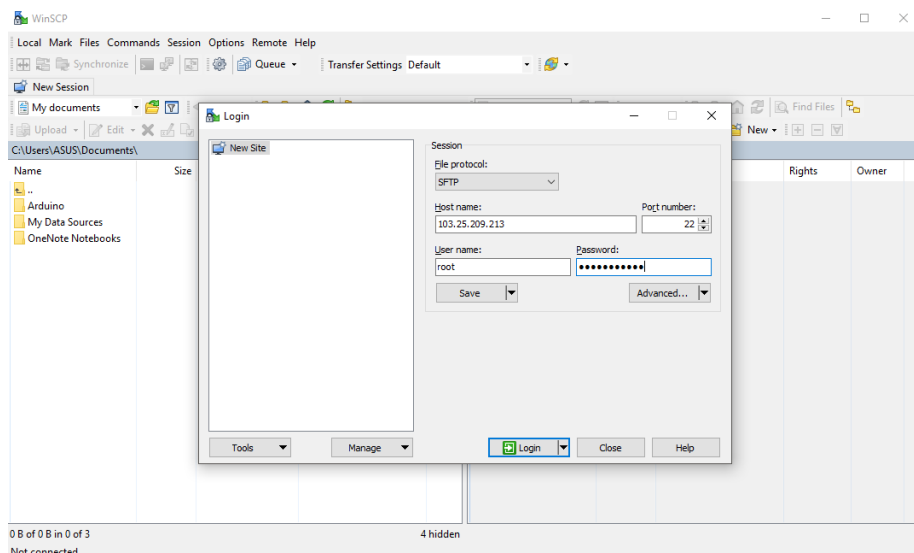 WinSCP
Local Mark Files Commands Session Options Remote Help
Synchronize Queue Transfer Settings Default
New Session
My documents Find Files
Upload Edit New
C:\Users\ASUS\Documents\
Name Size Rights Owner
..
Arduino
My Data Sources
OneNote Notebooks
Login
New Site
Session
File protocol:
SFTP
Host name: Port number:
103.25.209.213 22
User name: Password:
root •••••••••••
Save Advanced...
Tools Manage Login Close Help
0 B of 0 B in 0 of 3 4 hidden
Not connected.